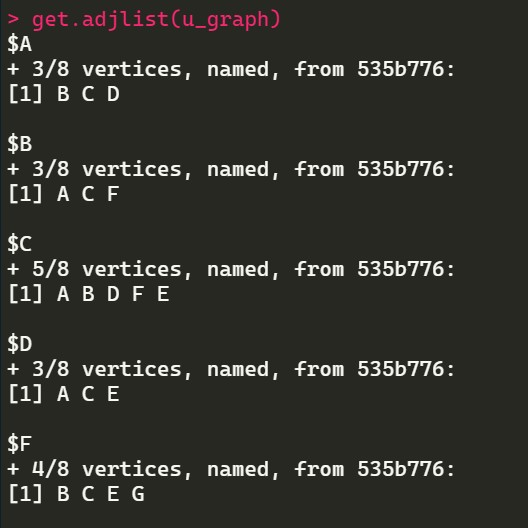 > get.adjlist(u_graph)
$A
+ 3/8 vertices, named, from 535b776:
[1] B C D
$B
+ 3/8 vertices, named, from 535b776:
[1] A C F
$C
+ 5/8 vertices, named, from 535b776:
[1] A B D F E
$D
+ 3/8 vertices, named, from 535b776:
[1] A C E
$F
+ 4/8 vertices, named, from 535b776:
[1] B C E G